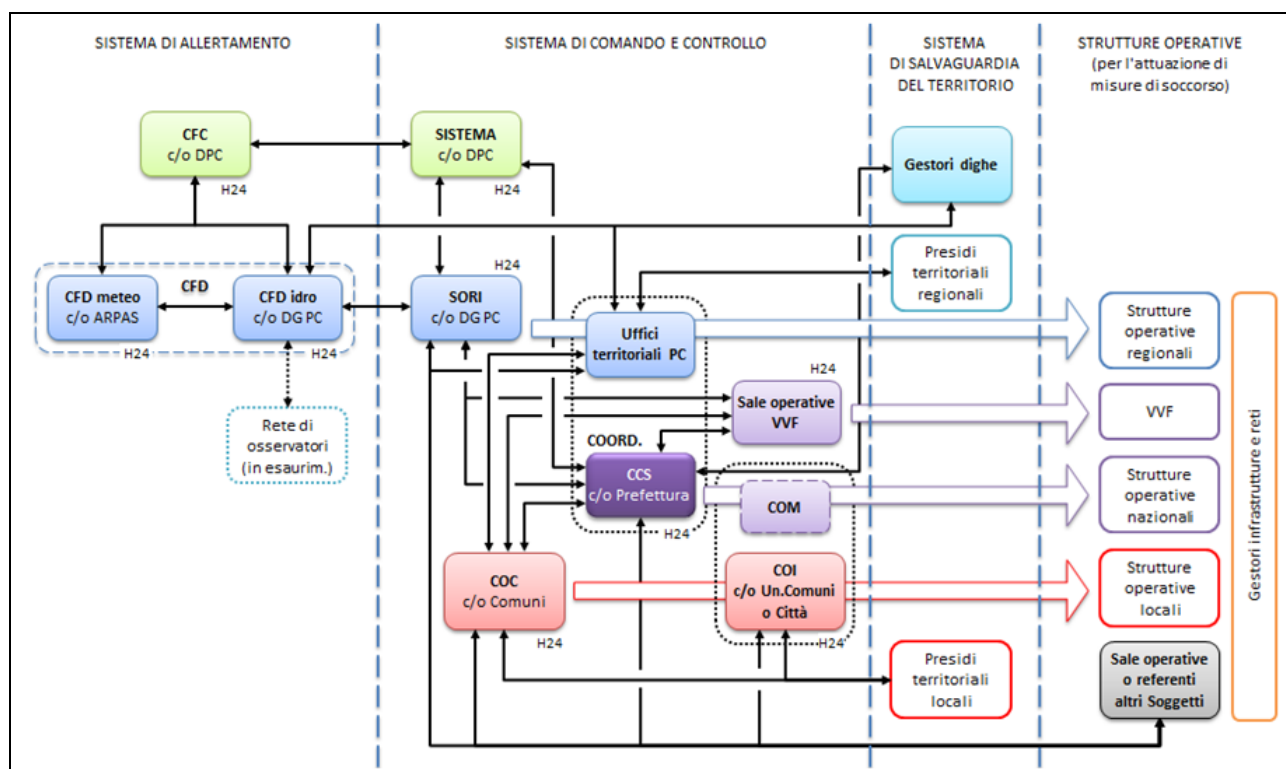 SISTEMA DI ALLERTAMENTO
SISTEMA DI COMANDO E CONTROLLO
SISTEMA
DI SALVAGUARDIA
DEL TERRITORIO
STRUTTURE OPERATIVE
(per l'attuazione di
misure di soccorso)
CFC
c/o DPC
H24
SISTEMA
c/o DPC
H24
Gestori dighe
CFD meteo
c/o ARPAS
H24
CFD
CFD idro
c/o DG PC
H24
H24
SORI
c/o DG PC
Uffici
territoriali PC
Presidi
territoriali
regionali
Strutture
operative
regionali
Rete di
osservatori
(in esaurim.)
H24
Sale operative
VVF
VVF
COORD.
CCS
c/o Prefettura
H24
COM
Strutture
operative
nazionali
COC
c/o Comuni
H24
COI
c/o Un.Comuni
o Città
H24
Strutture
operative
locali
Presidi
territoriali
locali
Sale operative
o referenti
altri Soggetti
Gestori infrastrutture e reti